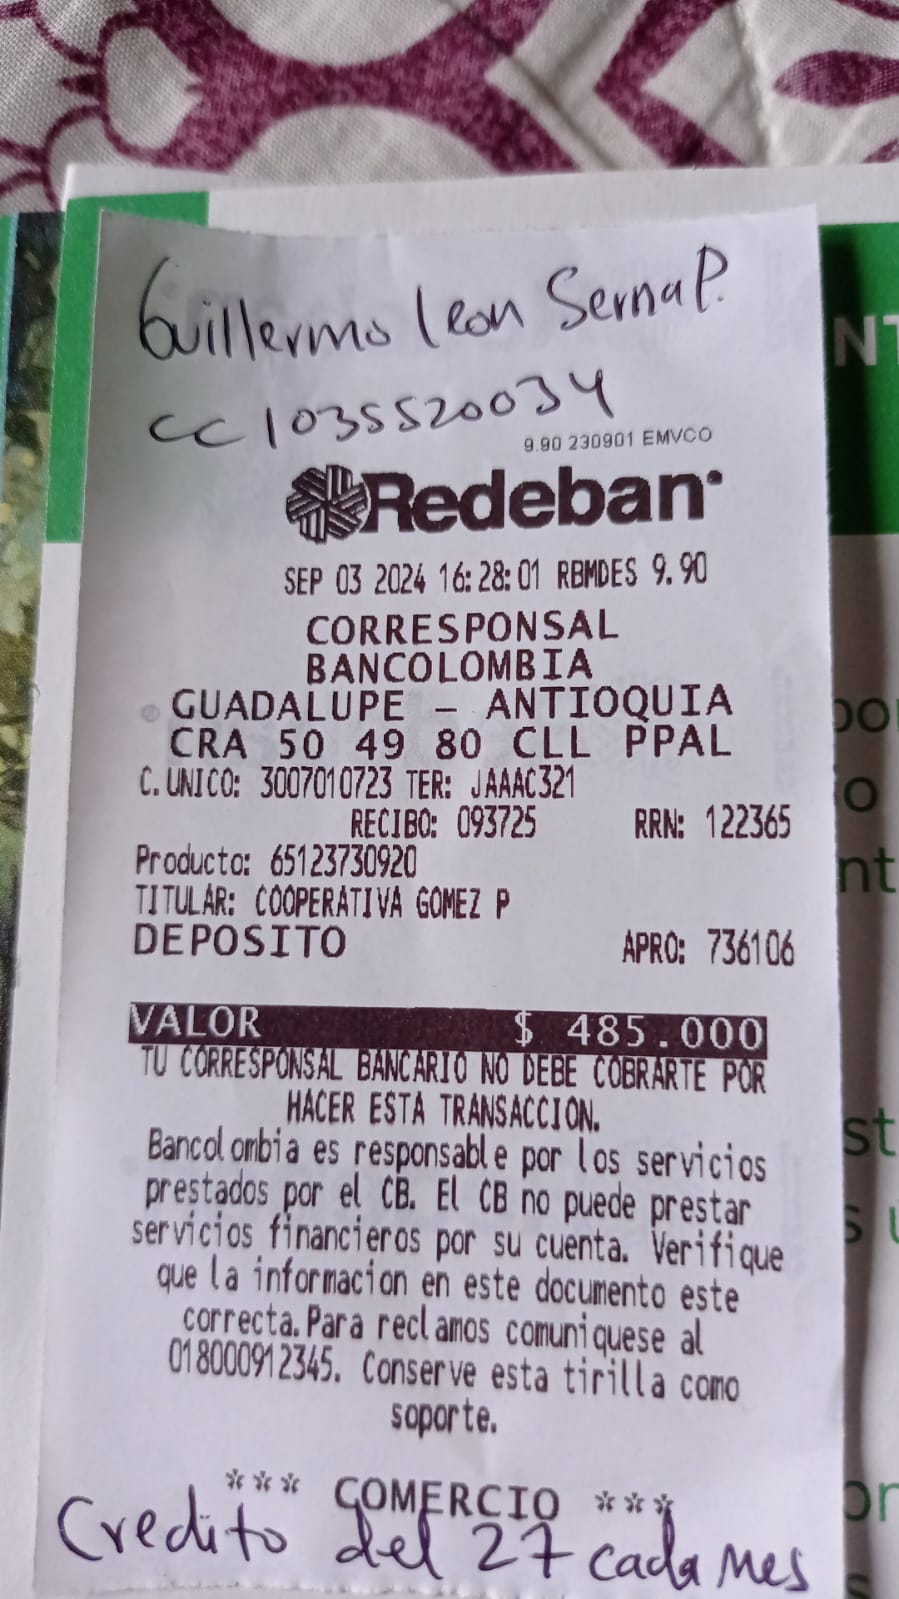 Guillermo Leon Serna P.
CC 1035520034
9.90 230901 EMVCO
Redeban
SEP 03 2024 16:28:01 RBMDES 9.90
CORRESPONSAL
BANCOLOMBIA
GUADALUPE - ANTIOQUIA
CRA 50 49 80 CLL PPAL
C. UNICO: 3007010723 TER: JAAAC321
RECIBO: 093725 RRN: 122365
Producto: 65123730920
TITULAR: COOPERATIVA GOMEZ P
DEPOSITO APRO: 736106
VALOR $ 485.000
TU CORRESPONSAL BANCARIO NO DEBE COBRARTE POR
HACER ESTA TRANSACCION.
Bancolombia es responsable por los servicios
prestados por el CB. El CB no puede prestar
servicios financieros por su cuenta. Verifique
que la informacion en este documento este
correcta. Para reclamos comuniquese al
018000912345. Conserve esta tirilla como
soporte.
*** COMERCIO ***
Credito del 27 cada mes